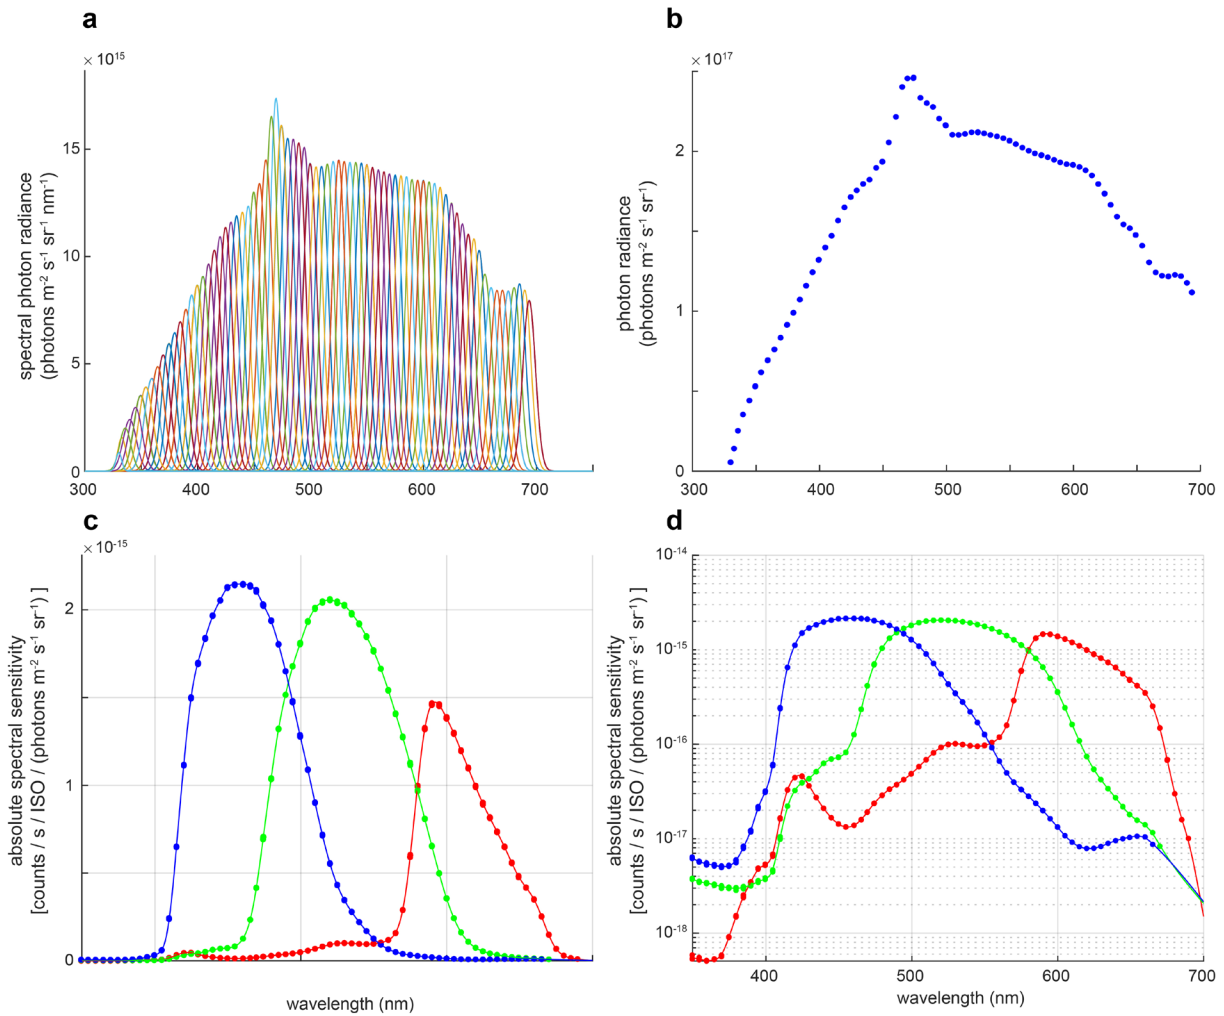 a
× 10¹⁵
spectral photon radiance
(photons m⁻² s⁻¹ sr⁻¹ nm⁻¹)
15
10
5
0
300 400 500 600 700
b
× 10¹⁷
photon radiance
(photons m⁻² s⁻¹ sr⁻¹)
2
1
0
300 400 500 600 700
c
× 10⁻¹⁵
absolute spectral sensitivity
[counts / s / ISO / (photons m⁻² s⁻¹ sr⁻¹) ]
2
1
0
wavelength (nm)
d
absolute spectral sensitivity
[counts / s / ISO / (photons m⁻² s⁻¹ sr⁻¹) ]
10⁻¹⁴
10⁻¹⁵
10⁻¹⁶
10⁻¹⁷
10⁻¹⁸
400 500 600 700
wavelength (nm)